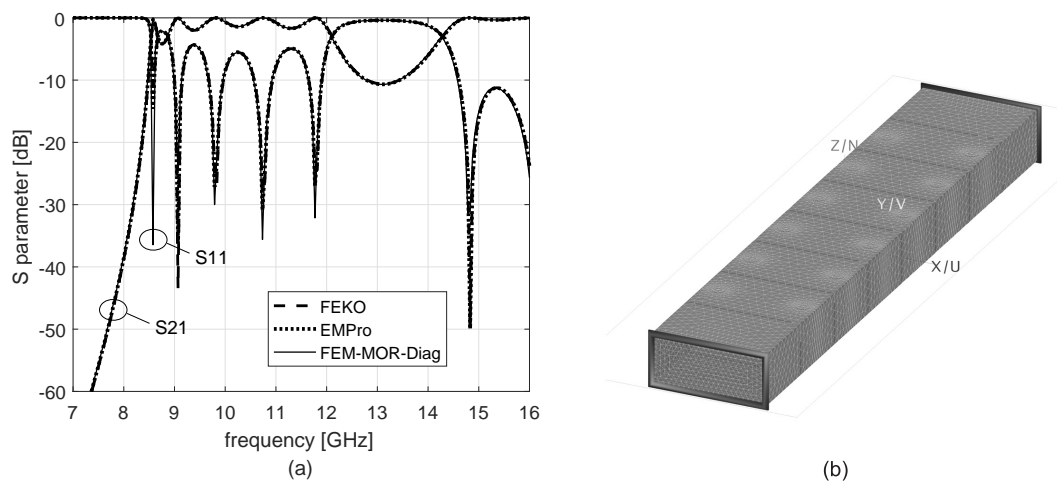 0
-10
-20
-30
-40
-50
-60
S parameter [dB]
S11
S21
FEKO
EMPro
FEM-MOR-Diag
7 8 9 10 11 12 13 14 15 16
frequency [GHz]
(a)
Z/N
Y/V
X/U
(b)